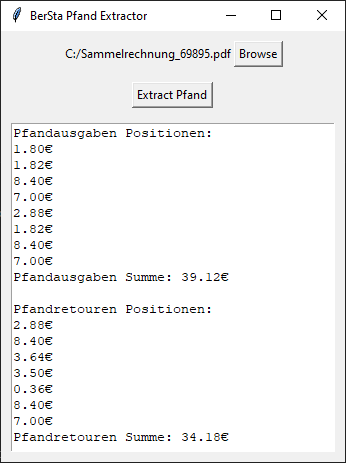 BerSta Pfand Extractor
C:/Sammelrechnung_69895.pdf Browse
Extract Pfand
Pfandausgaben Positionen:
1.80€
1.82€
8.40€
7.00€
2.88€
1.82€
8.40€
7.00€
Pfandausgaben Summe: 39.12€
Pfandretouren Positionen:
2.88€
8.40€
3.64€
3.50€
0.36€
8.40€
7.00€
Pfandretouren Summe: 34.18€